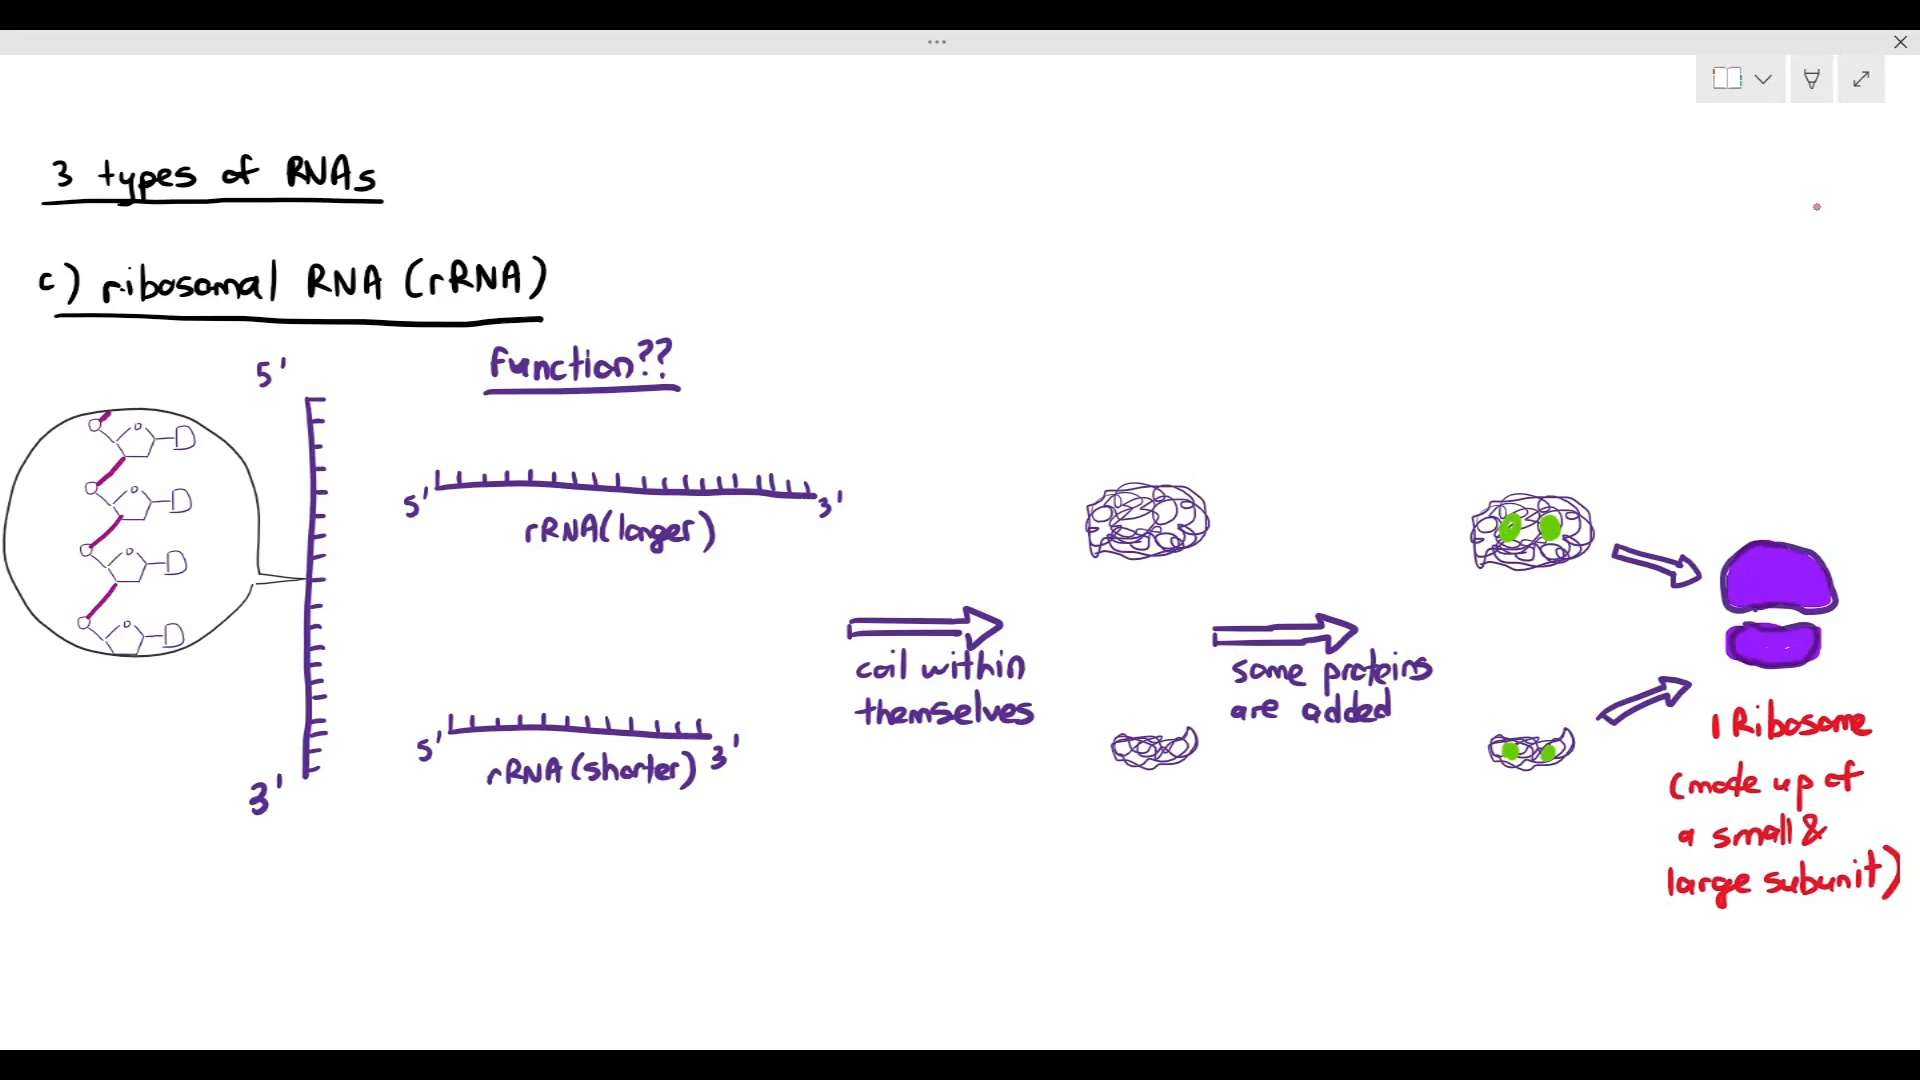 3 types of RNAs
c) ribosomal RNA (rRNA)
Function??
5'
3'
5' 3'
rRNA (longer)
5' 3'
rRNA (shorter)
coil within
themselves
some proteins
are added
1 Ribosome
(made up of
a small &
large subunit)